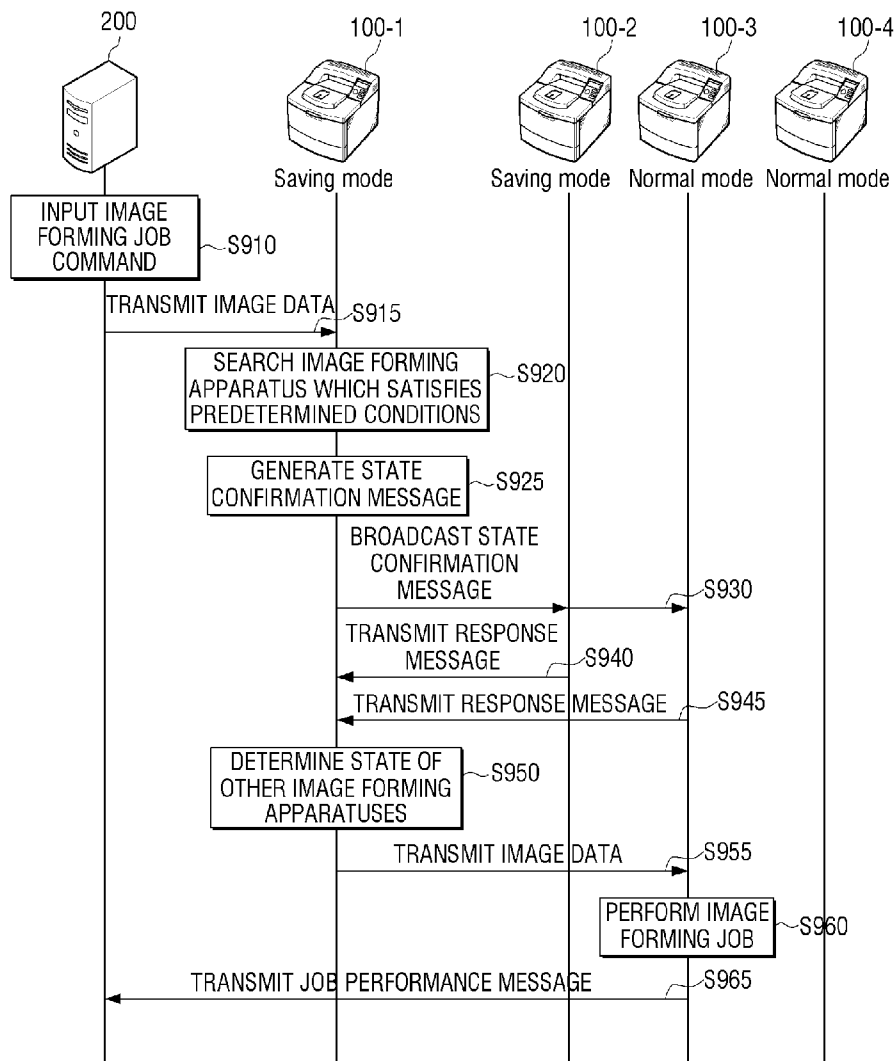 200
100-1
100-2
100-3
100-4
Saving mode
Saving mode
Normal mode
Normal mode
INPUT IMAGE
FORMING JOB
COMMAND
S910
TRANSMIT IMAGE DATA
S915
SEARCH IMAGE FORMING
APPARATUS WHICH SATISFIES
PREDETERMINED CONDITIONS
S920
GENERATE STATE
CONFIRMATION MESSAGE
S925
BROADCAST STATE
CONFIRMATION
MESSAGE
S930
TRANSMIT RESPONSE
MESSAGE
S940
TRANSMIT RESPONSE MESSAGE
S945
DETERMINE STATE OF
OTHER IMAGE FORMING
APPARATUSES
S950
TRANSMIT IMAGE DATA
S955
PERFORM IMAGE
FORMING JOB
S960
TRANSMIT JOB PERFORMANCE MESSAGE
S965